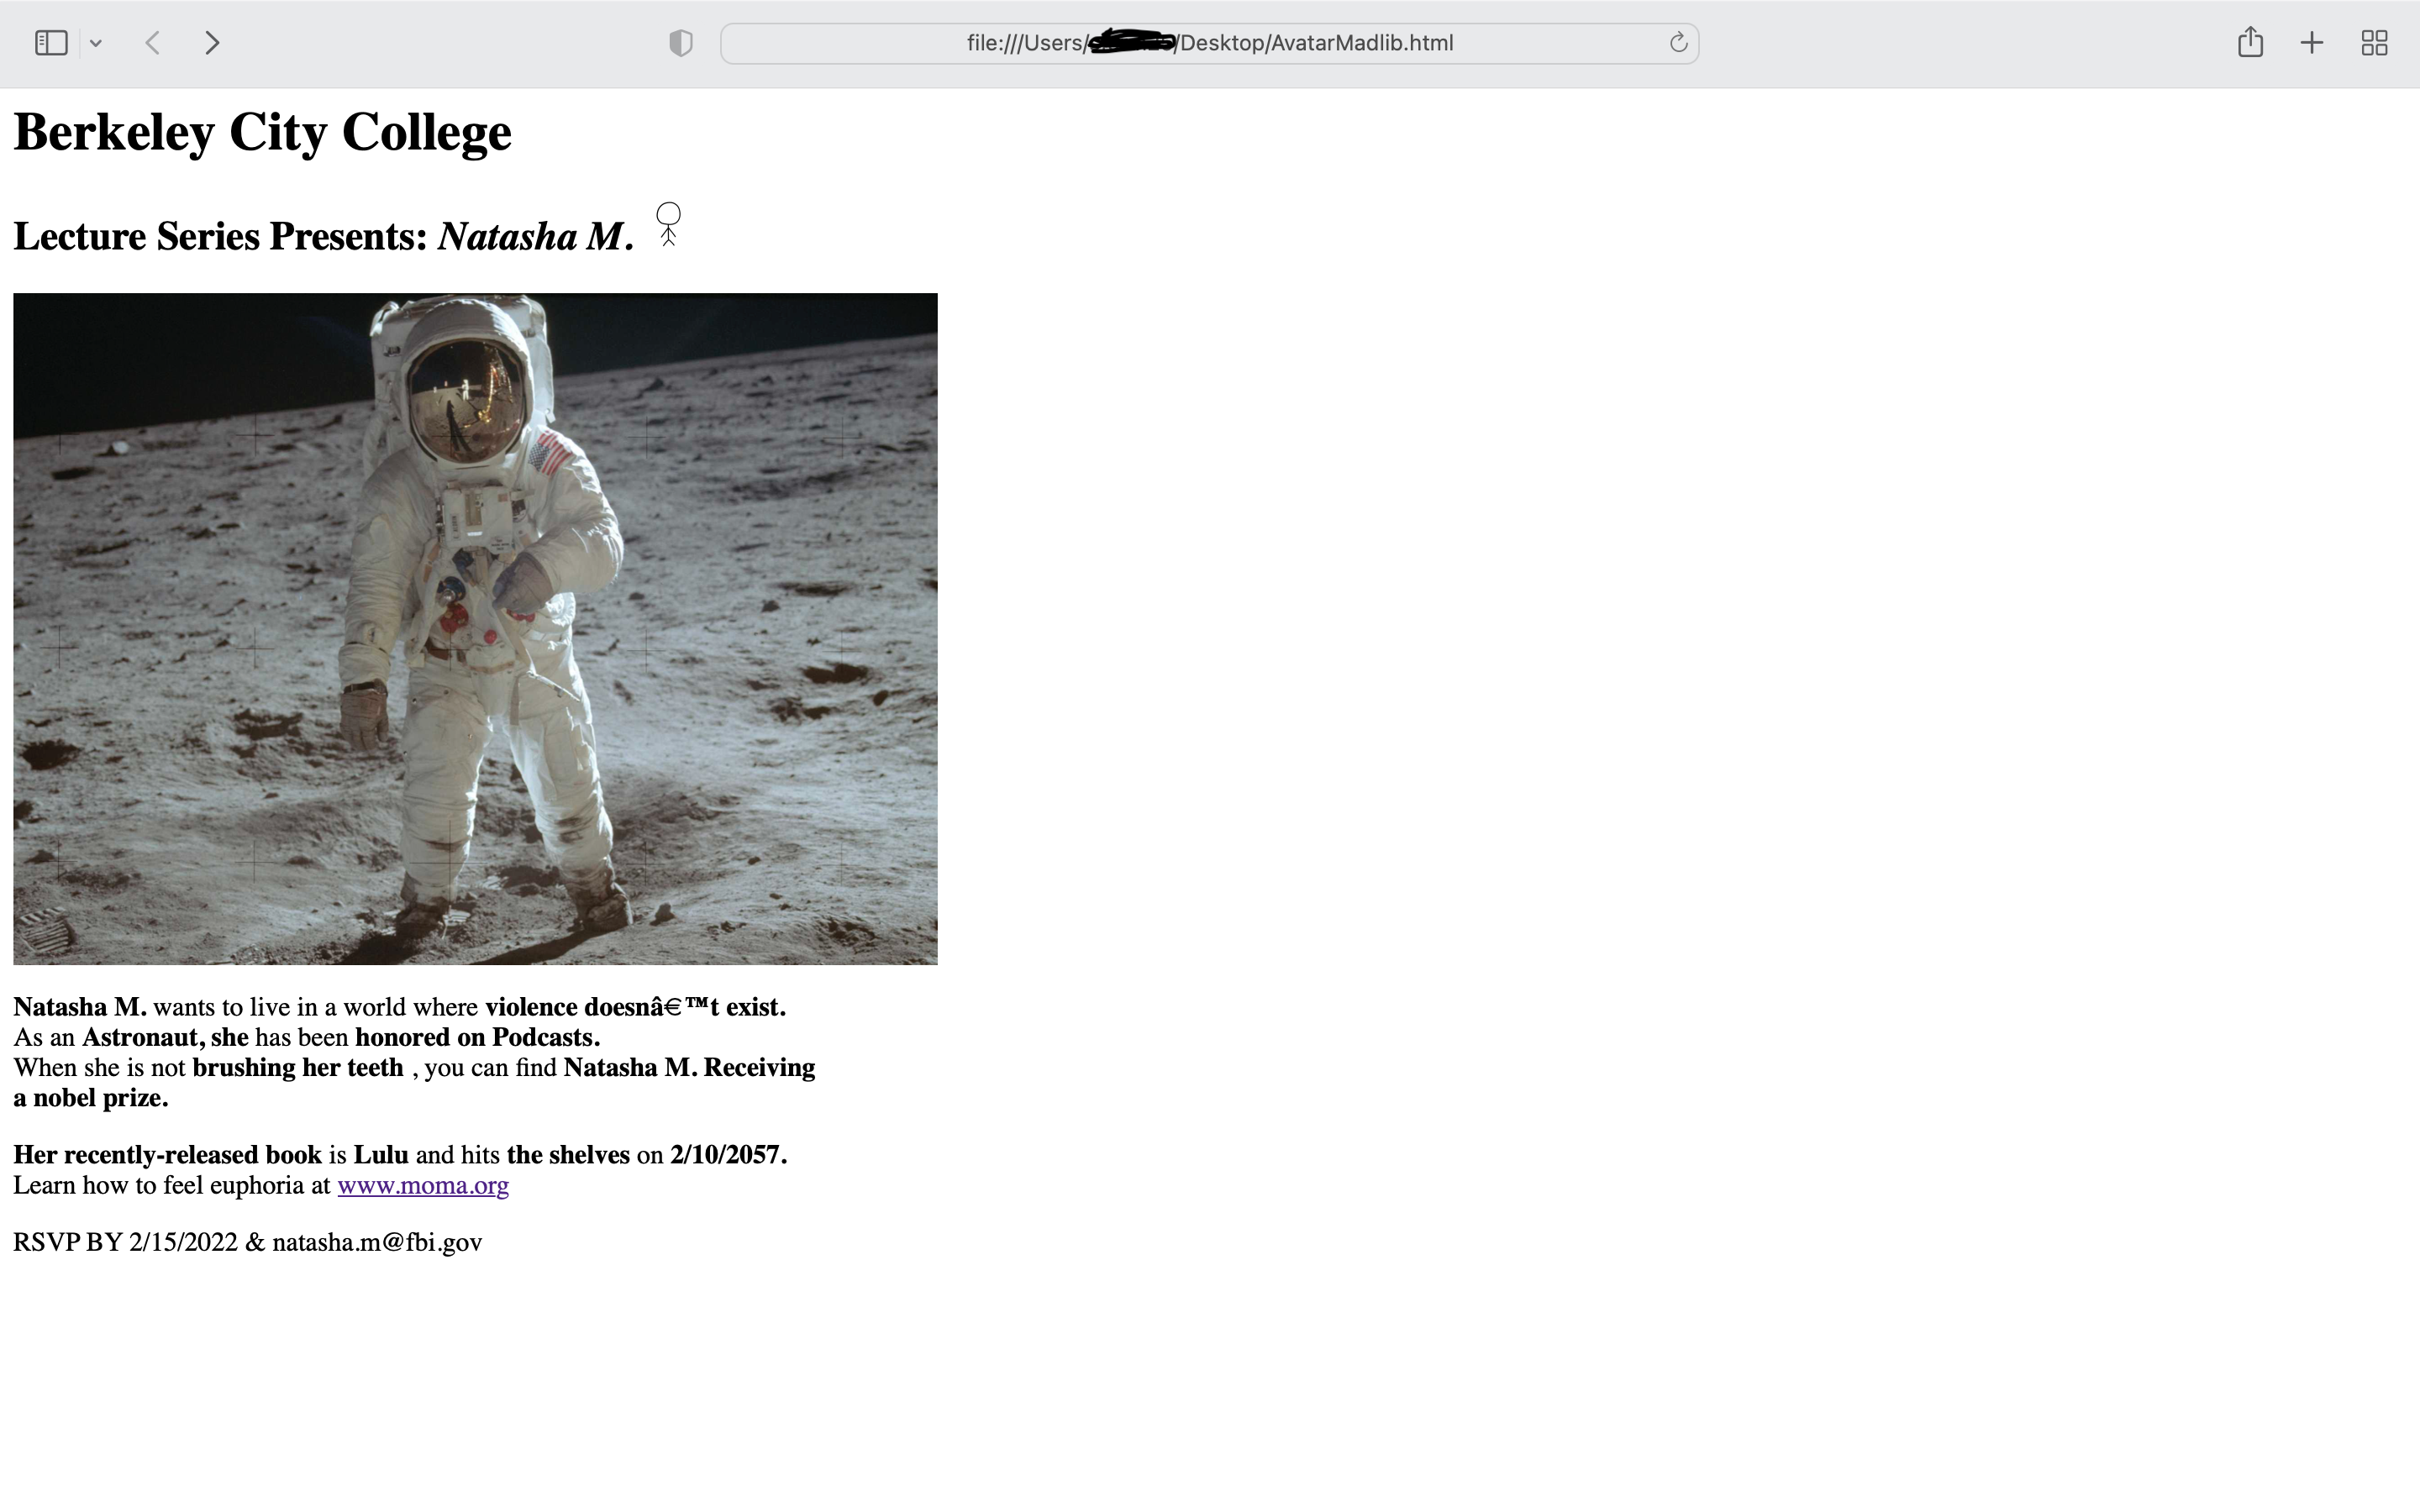 file:///Users/ /Desktop/AvatarMadlib.html
Berkeley City College
Lecture Series Presents: Natasha M.
Natasha M. wants to live in a world where violence doesnâ€™t exist.
As an Astronaut, she has been honored on Podcasts.
When she is not brushing her teeth , you can find Natasha M. Receiving
a nobel prize.
Her recently-released book is Lulu and hits the shelves on 2/10/2057.
Learn how to feel euphoria at www.moma.org
RSVP BY 2/15/2022 & natasha.m@fbi.gov